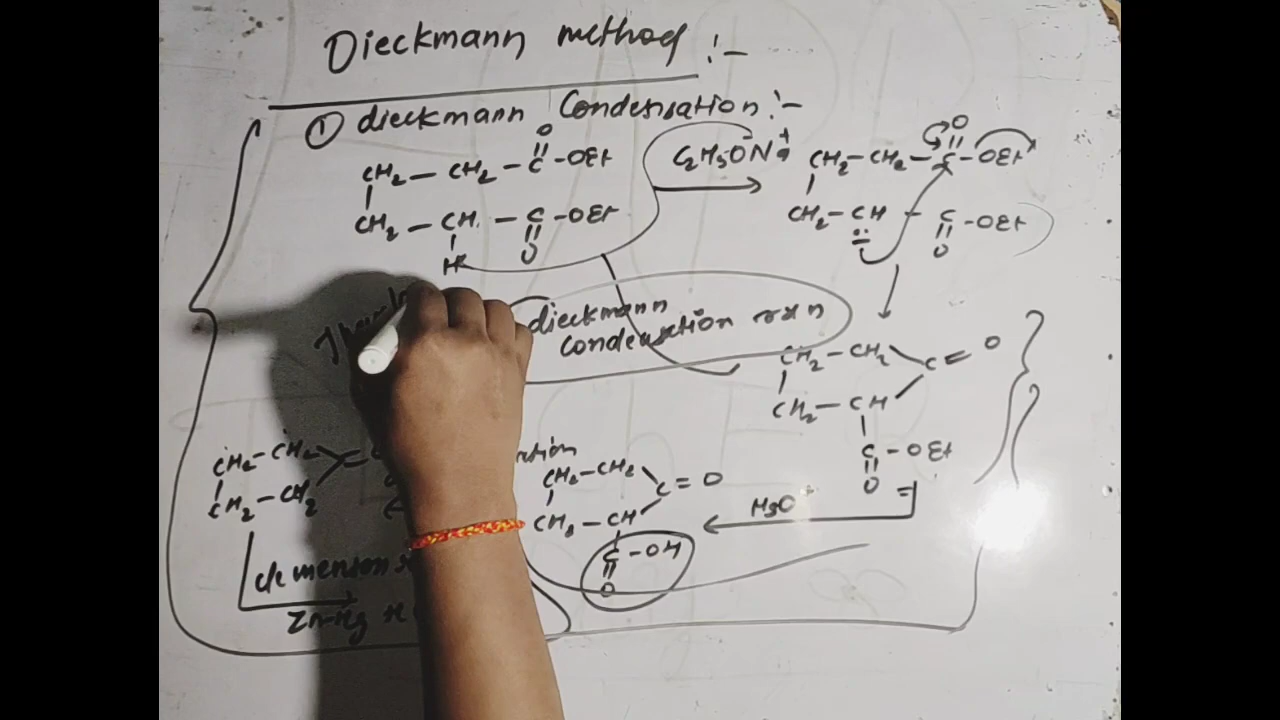 Dieckmann method :-
① dieckmann Condensation :-
O
CH2 — CH2 — C -OEt
CH2 — CH — C -OEt
H O
C2H5ONa+
O
CH2 — CH2 — C -OEt
CH2 — CH — C -OEt
O
dieckmann
condensation rxn
CH2 — CH2 C = O
CH2 — CH
C - OEt
O
H3O+
CH2 — CH2 C = O
CH2 — CH
C -OH
O
CH2 — CH2
CH2 — CH2
Zn-Hg